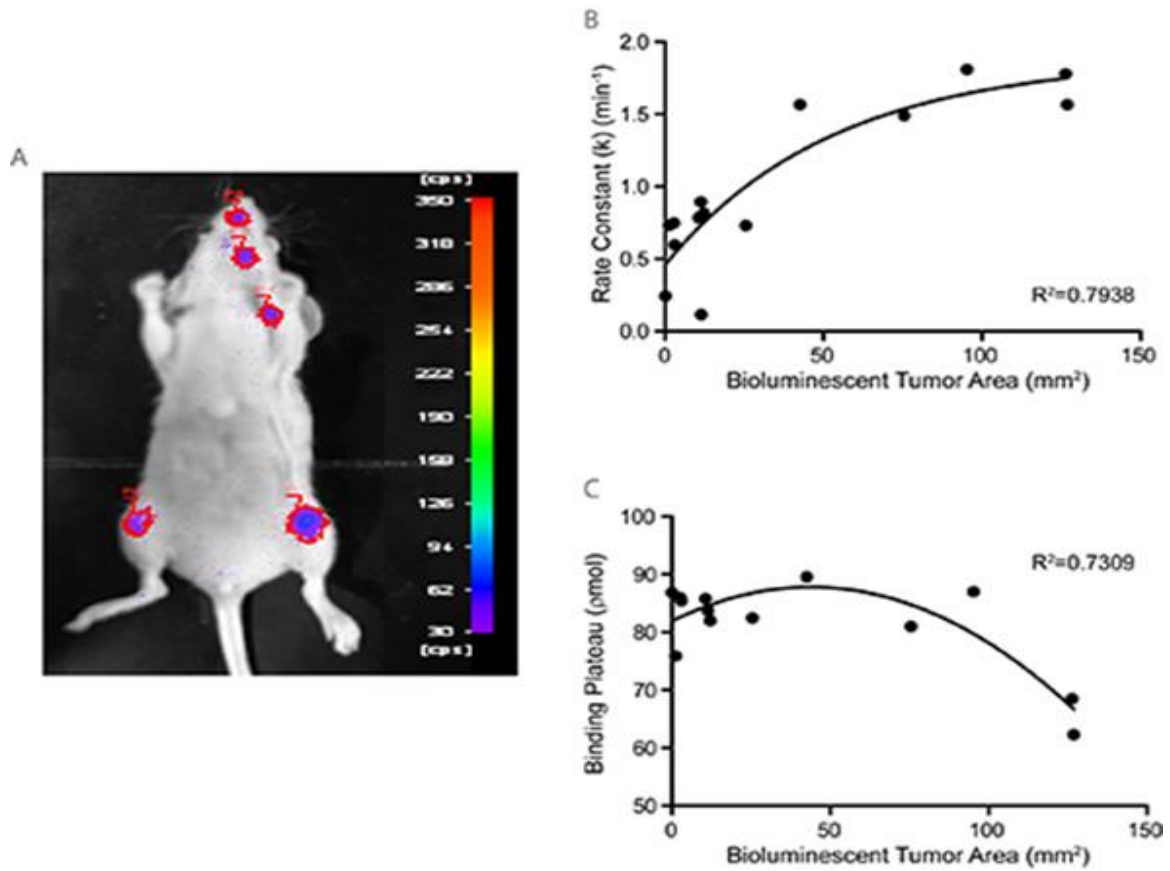 A
[cps]
350
318
286
254
222
190
158
126
94
62
30
[cps]
B
Rate Constant (k) (min⁻¹)
2.0
1.5
1.0
0.5
0.0
0
50
100
150
R²=0.7938
Bioluminescent Tumor Area (mm²)
C
Binding Plateau (ρmol)
100
90
80
70
60
50
0
50
100
150
R²=0.7309
Bioluminescent Tumor Area (mm²)